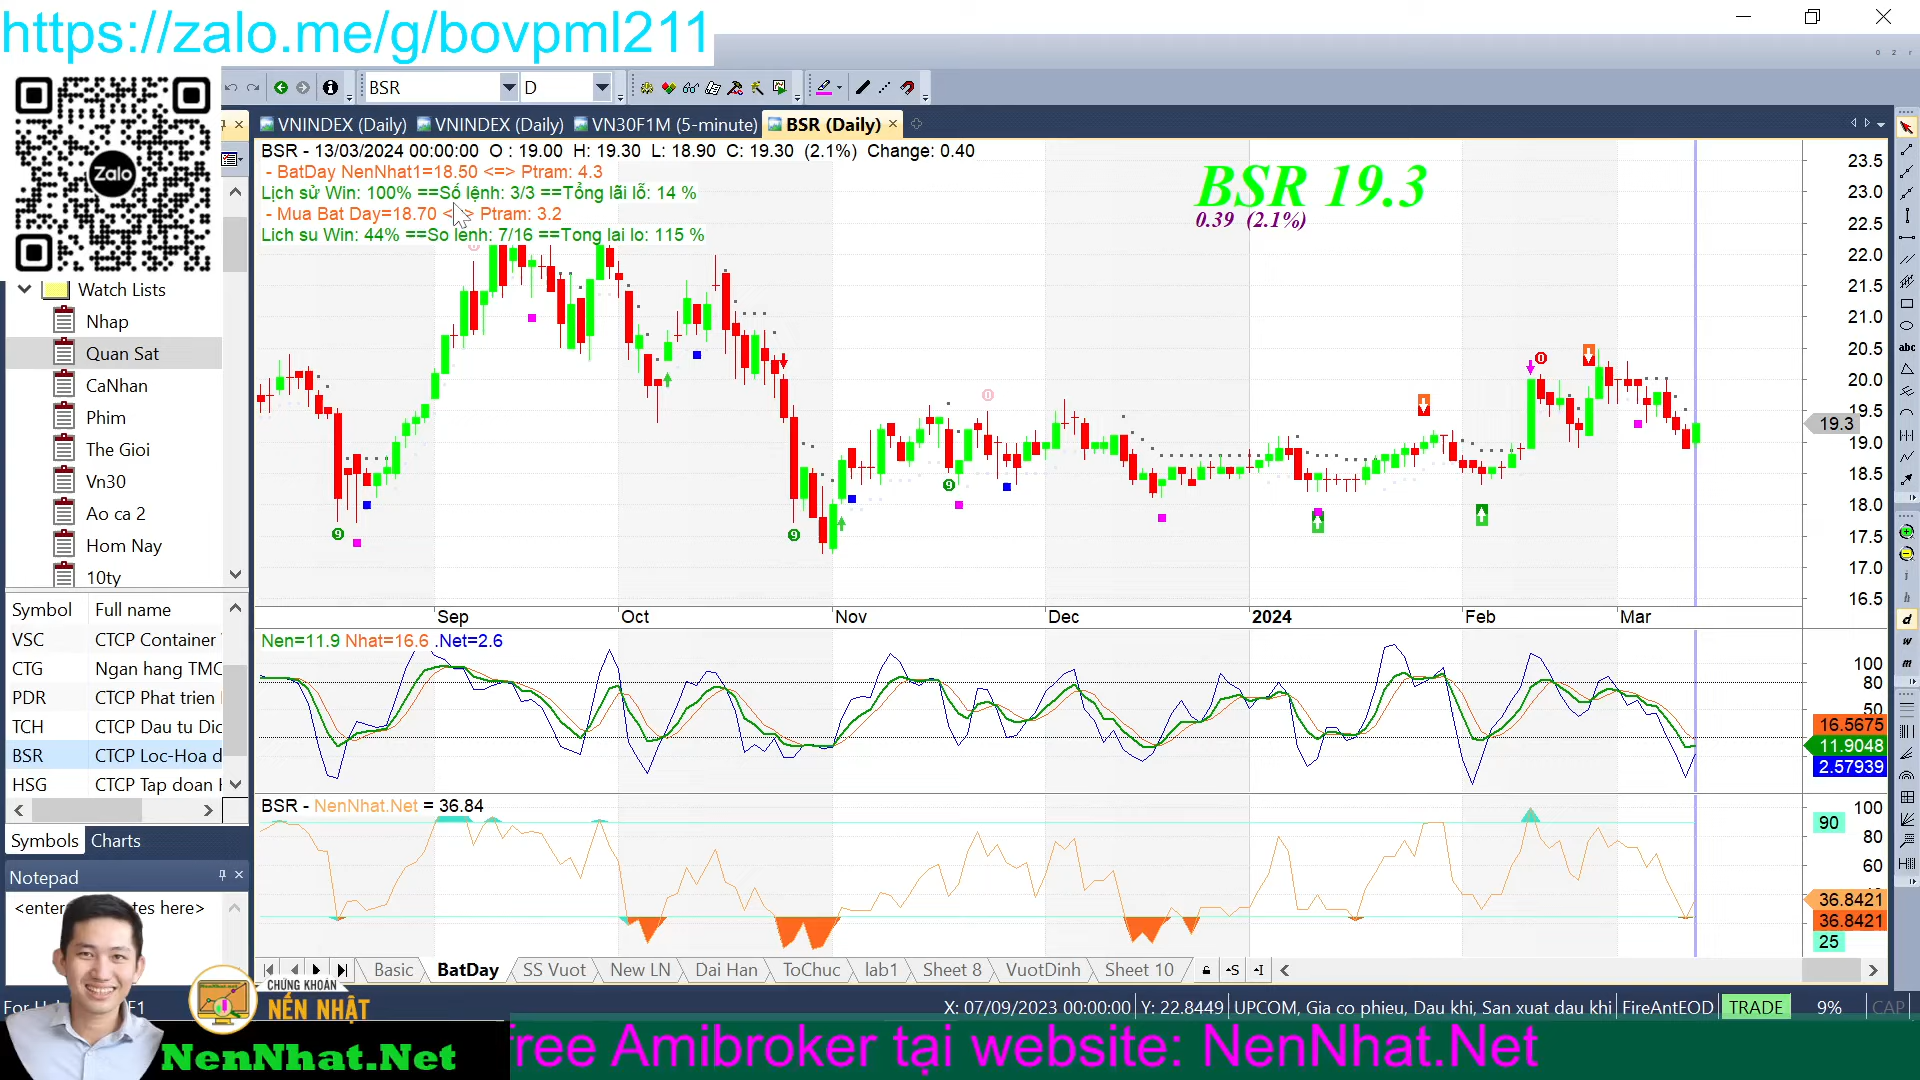 https://zalo.me/g/bovpml211
Zalo
BSR
D
VNINDEX (Daily)
VNINDEX (Daily)
VN30F1M (5-minute)
BSR (Daily)
BSR - 13/03/2024 00:00:00 O : 19.00 H: 19.30 L: 18.90 C: 19.30 (2.1%) Change: 0.40
- BatDay NenNhat1=18.50 <=> Ptram: 4.3
Lịch sử Win: 100% ==Số lệnh: 3/3 ==Tổng lãi lỗ: 14 %
- Mua Bat Day=18.70 < > Ptram: 3.2
Lich su Win: 44% ==So lenh: 7/16 ==Tong lai lo: 115 %
BSR 19.3
0.39 (2.1%)
23.5
23.0
22.5
22.0
21.5
21.0
20.5
20.0
19.5
19.3
19.0
18.5
18.0
17.5
17.0
16.5
Watch Lists
Nhap
Quan Sat
CaNhan
Phim
The Gioi
Vn30
Ao ca 2
Hom Nay
10ty
Symbol Full name
VSC CTCP Container
CTG Ngan hang TMC
PDR CTCP Phat trien
TCH CTCP Dau tu Dic
BSR CTCP Loc-Hoa d
HSG CTCP Tap doan
Symbols Charts
Notepad
Sep Oct Nov Dec 2024 Feb Mar
Nen=11.9 Nhat=16.6 .Net=2.6
100
80
50
16.5675
11.9048
2.57939
BSR - NenNhat.Net = 36.84
100
90
80
60
36.8421
36.8421
25
abc
d
w
m
Basic BatDay SS Vuot New LN Dai Han ToChuc lab1 Sheet 8 VuotDinh Sheet 10
X: 07/09/2023 00:00:00 Y: 22.8449 UPCOM, Gia co phieu, Dau khi, San xuat dau khi FireAntEOD TRADE 9% CAP
CHỨNG KHOÁN
NẾN NHẬT
NenNhat.Net
free Amibroker tại website: NenNhat.Net